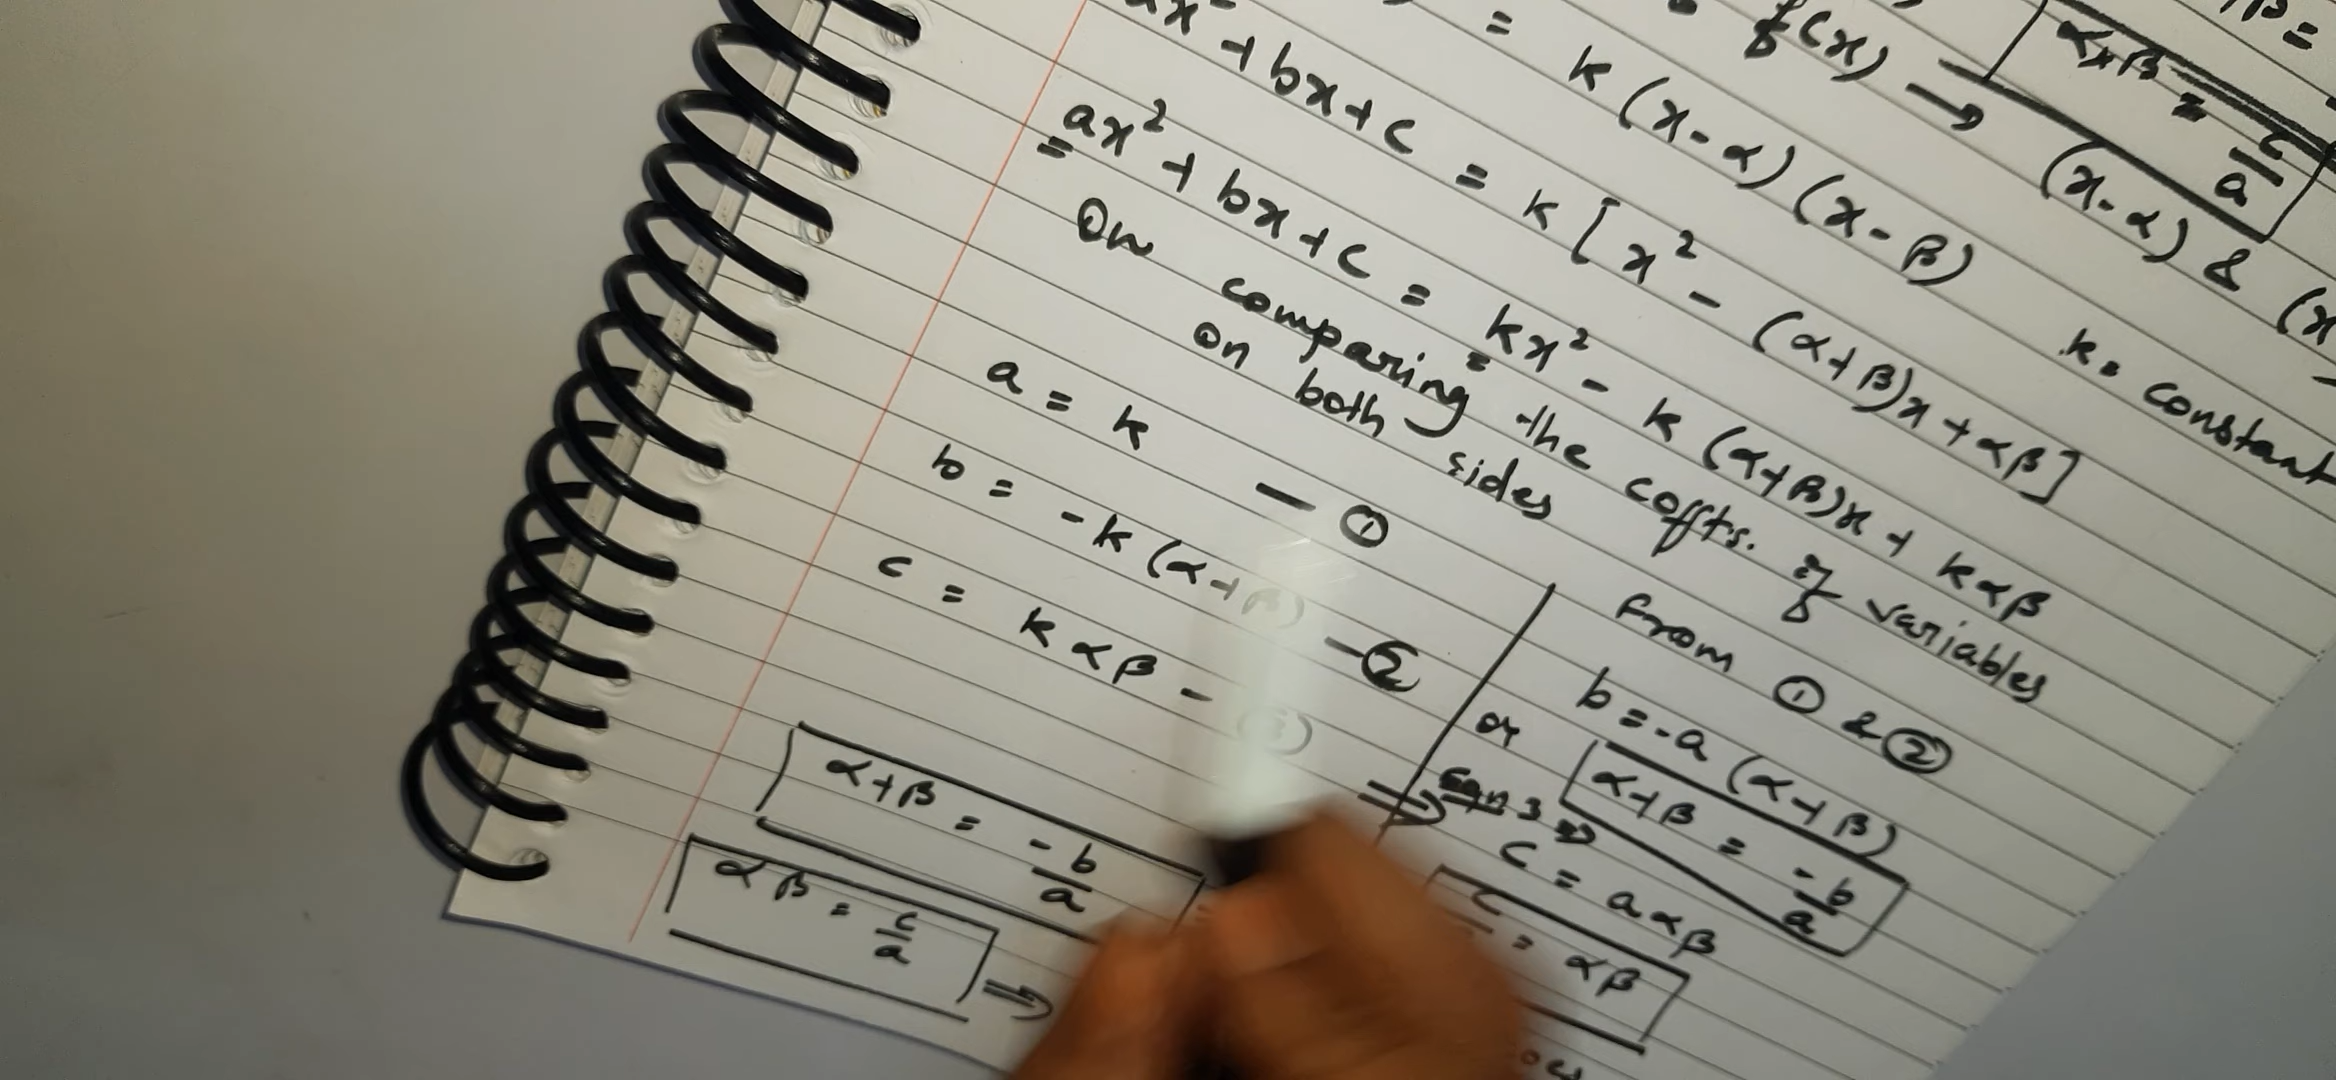 β =
α×β = c/a
f(x) → (x-α) & (x
= k(x-α)(x-β) k = constant
ax² + bx + c = k[x² - (α+β)x + αβ]
ax² + bx + c = kx² - k(α+β)x + kαβ
On comparing the coffts. of variables
on both sides
a = k - ①
b = -k(α+β) - ②
c = kαβ - ③
α+β = -b/a
αβ = c/a ⇒
From ① & ②
b = -a(α+β)
or α+β = -b/a
⇒ Eqn 3 ⇒
c = aαβ
c = αβ